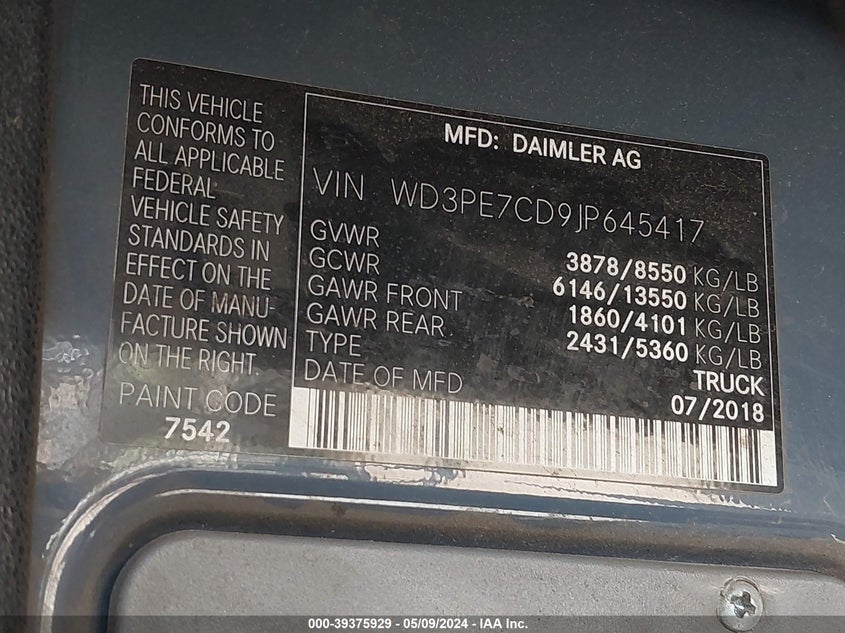 THIS VEHICLE
CONFORMS TO
ALL APPLICABLE
FEDERAL
VEHICLE SAFETY
STANDARDS IN
EFFECT ON THE
DATE OF MANU-
FACTURE SHOWN
ON THE RIGHT.
PAINT CODE
7542
MFD: DAIMLER AG
VIN WD3PE7CD9JP645417
GVWR 3878/8550 KG/LB
GCWR 6146/13550 KG/LB
GAWR FRONT 1860/4101 KG/LB
GAWR REAR 2431/5360 KG/LB
TYPE TRUCK
DATE OF MFD 07/2018
000-39375929 - 05/09/2024 - IAA Inc.